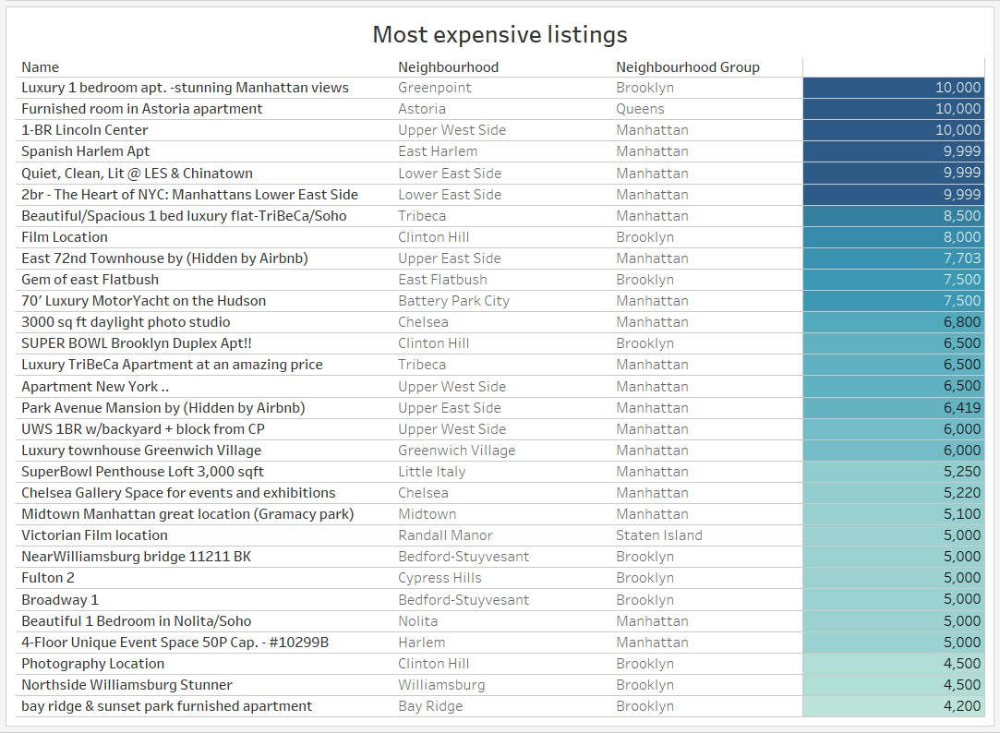 Most expensive listings
Name Neighbourhood Neighbourhood Group
Luxury 1 bedroom apt. -stunning Manhattan views Greenpoint Brooklyn 10,000
Furnished room in Astoria apartment Astoria Queens 10,000
1-BR Lincoln Center Upper West Side Manhattan 10,000
Spanish Harlem Apt East Harlem Manhattan 9,999
Quiet, Clean, Lit @ LES & Chinatown Lower East Side Manhattan 9,999
2br - The Heart of NYC: Manhattans Lower East Side Lower East Side Manhattan 9,999
Beautiful/Spacious 1 bed luxury flat-TriBeCa/Soho Tribeca Manhattan 8,500
Film Location Clinton Hill Brooklyn 8,000
East 72nd Townhouse by (Hidden by Airbnb) Upper East Side Manhattan 7,703
Gem of east Flatbush East Flatbush Brooklyn 7,500
70′ Luxury MotorYacht on the Hudson Battery Park City Manhattan 7,500
3000 sq ft daylight photo studio Chelsea Manhattan 6,800
SUPER BOWL Brooklyn Duplex Apt!! Clinton Hill Brooklyn 6,500
Luxury TriBeCa Apartment at an amazing price Tribeca Manhattan 6,500
Apartment New York .. Upper West Side Manhattan 6,500
Park Avenue Mansion by (Hidden by Airbnb) Upper East Side Manhattan 6,419
UWS 1BR w/backyard + block from CP Upper West Side Manhattan 6,000
Luxury townhouse Greenwich Village Greenwich Village Manhattan 6,000
SuperBowl Penthouse Loft 3,000 sqft Little Italy Manhattan 5,250
Chelsea Gallery Space for events and exhibitions Chelsea Manhattan 5,220
Midtown Manhattan great location (Gramacy park) Midtown Manhattan 5,100
Victorian Film location Randall Manor Staten Island 5,000
NearWilliamsburg bridge 11211 BK Bedford-Stuyvesant Brooklyn 5,000
Fulton 2 Cypress Hills Brooklyn 5,000
Broadway 1 Bedford-Stuyvesant Brooklyn 5,000
Beautiful 1 Bedroom in Nolita/Soho Nolita Manhattan 5,000
4-Floor Unique Event Space 50P Cap. - #10299B Harlem Manhattan 5,000
Photography Location Clinton Hill Brooklyn 4,500
Northside Williamsburg Stunner Williamsburg Brooklyn 4,500
bay ridge & sunset park furnished apartment Bay Ridge Brooklyn 4,200